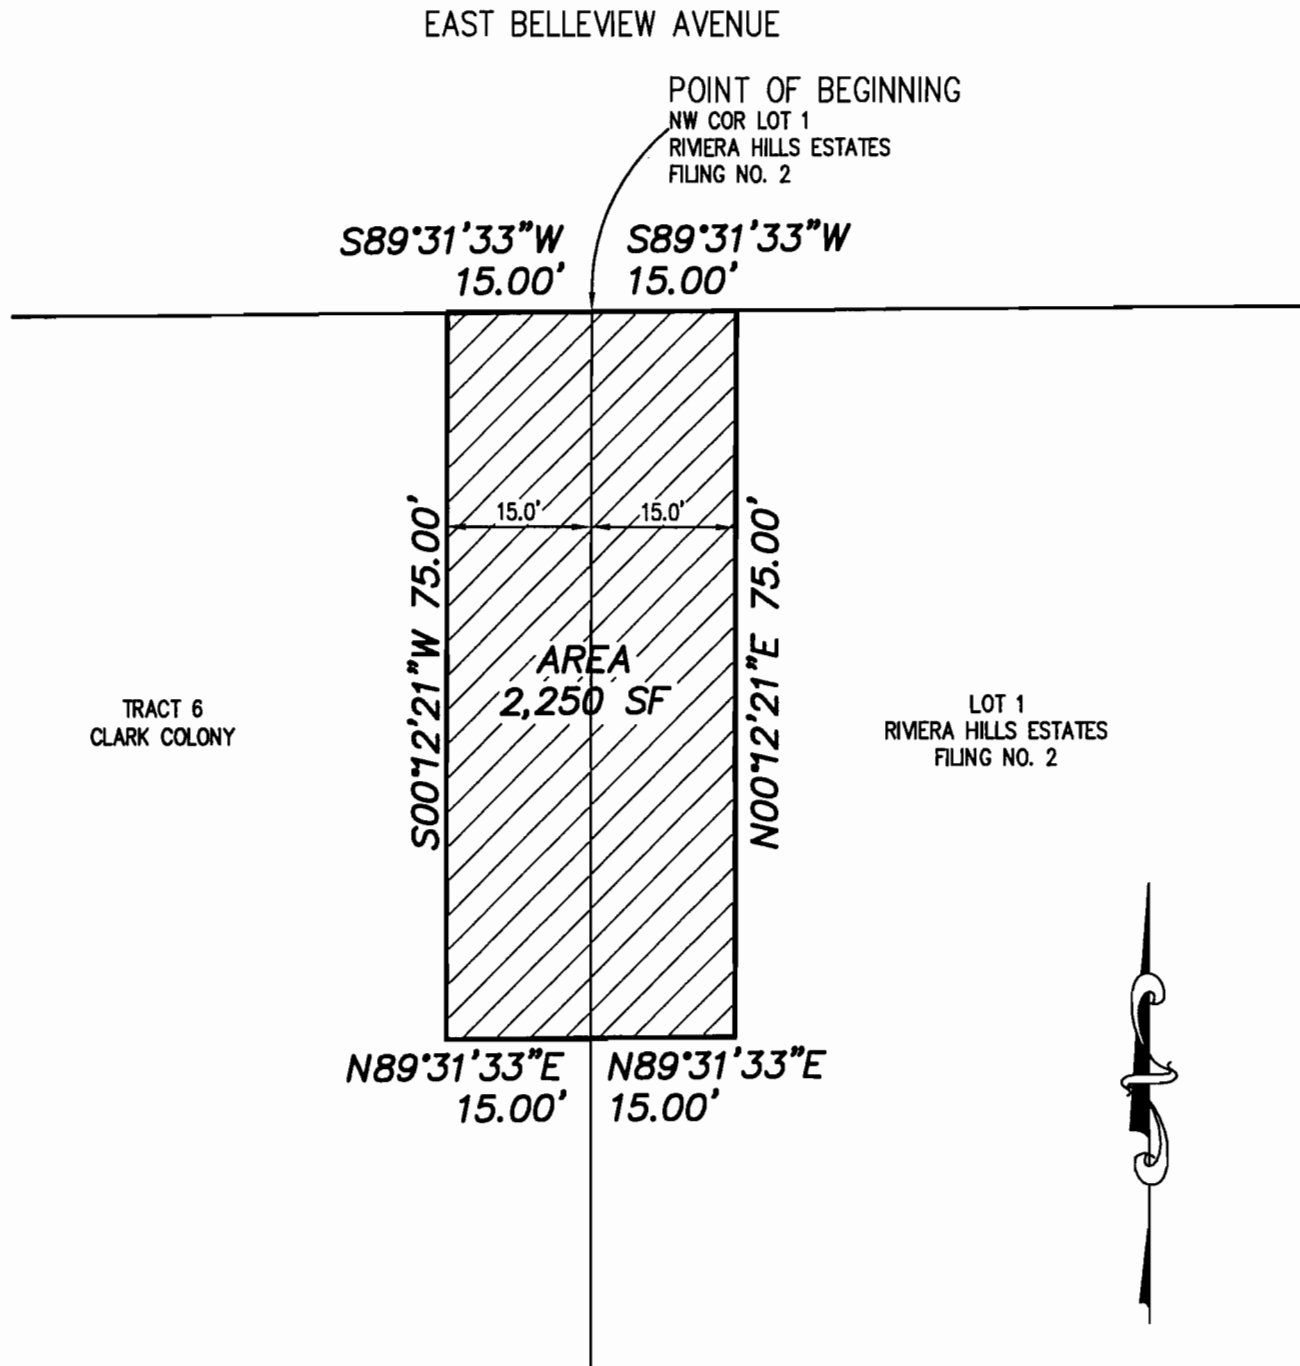 EAST BELLEVIEW AVENUE
POINT OF BEGINNING
NW COR LOT 1
RIVIERA HILLS ESTATES
FILING NO. 2
S89°31'33"W
15.00'
S89°31'33"W
15.00'
15.0'
15.0'
S00°12'21"W 75.00'
N00°12'21"E 75.00'
AREA
2,250 SF
TRACT 6
CLARK COLONY
LOT 1
RIVIERA HILLS ESTATES
FILING NO. 2
N89°31'33"E
15.00'
N89°31'33"E
15.00'